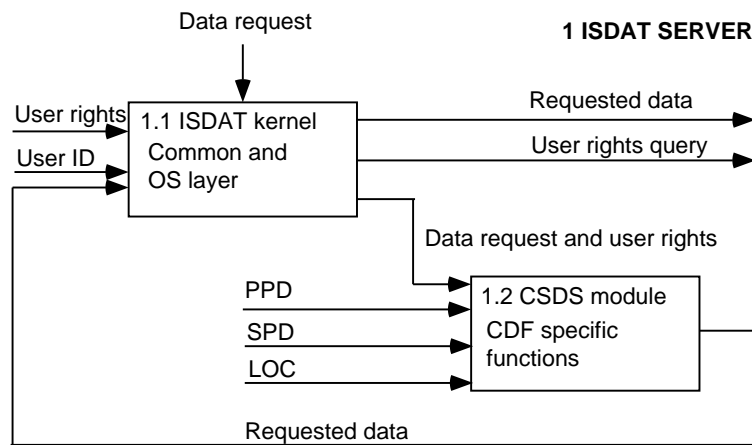 Data request
1 ISDAT SERVER
User rights
User ID
1.1 ISDAT kernel
Common and
OS layer
Requested data
User rights query
Data request and user rights
PPD
SPD
LOC
1.2 CSDS module
CDF specific
functions
Requested data